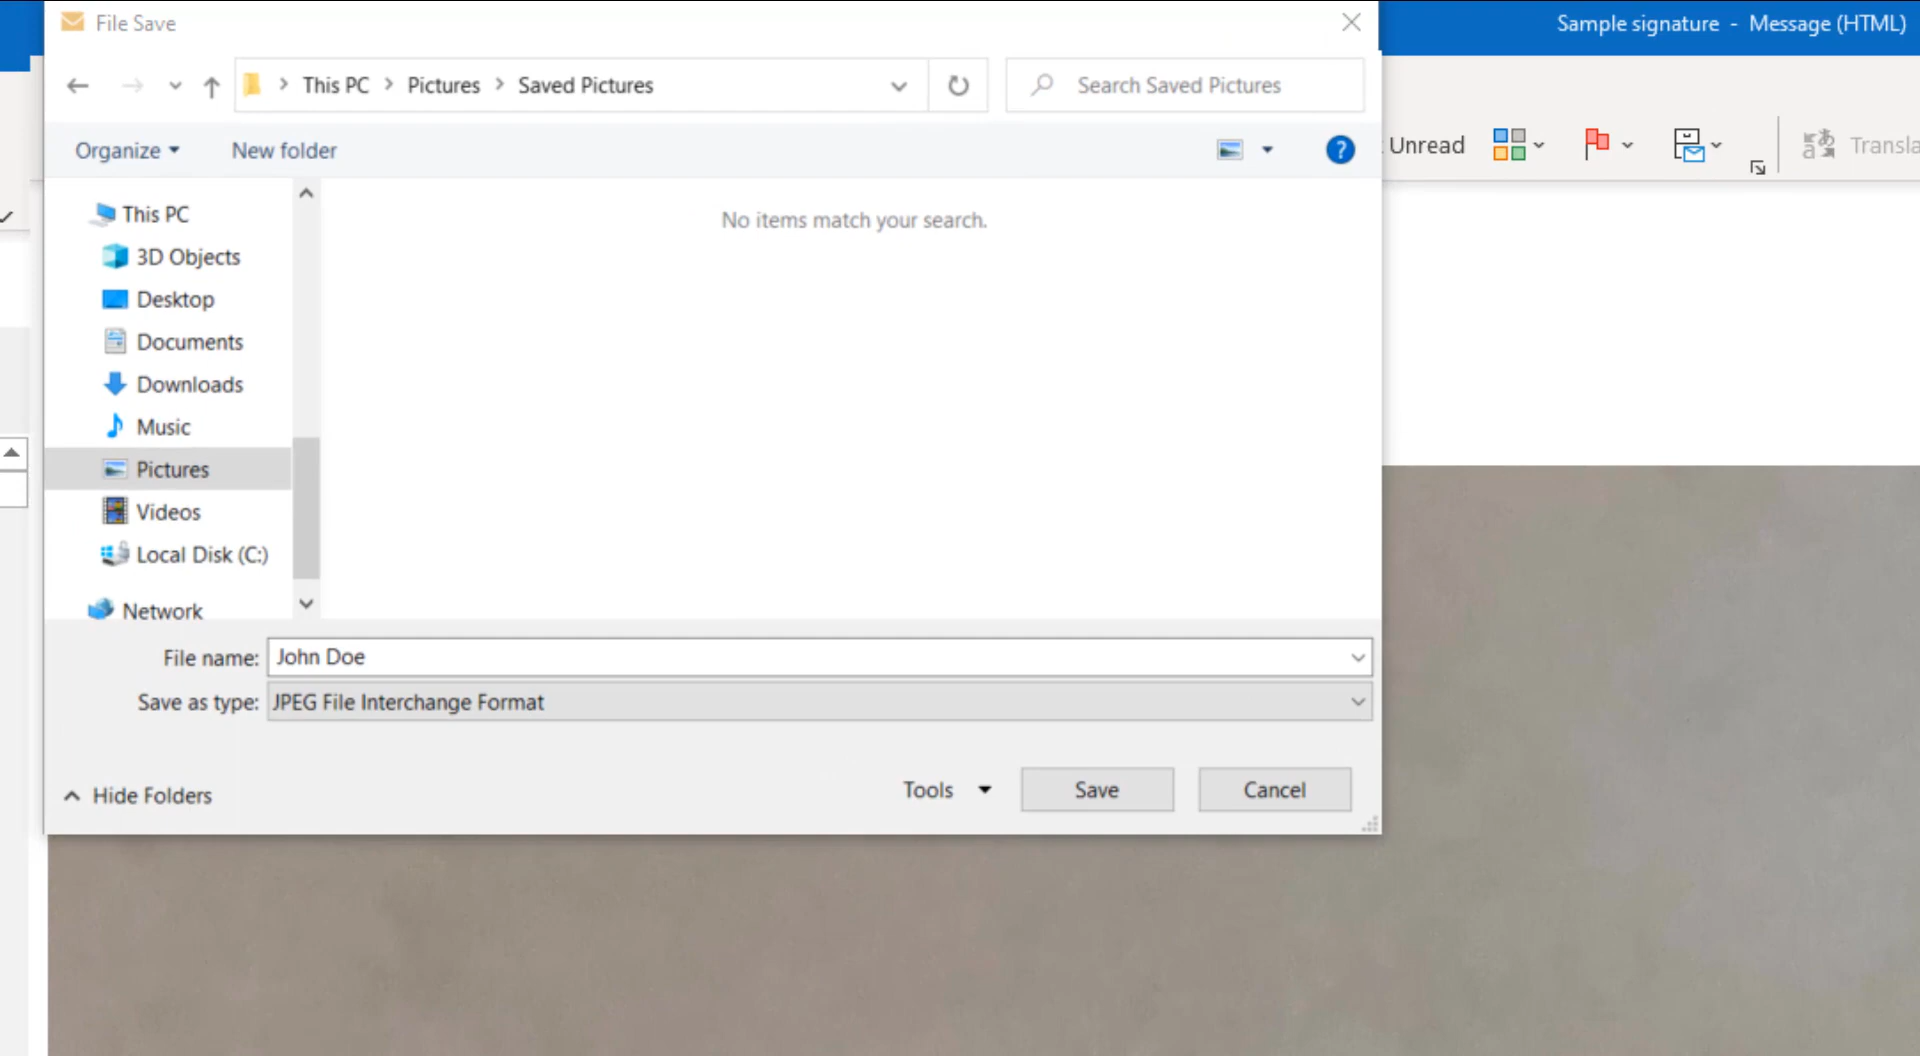 File Save
Sample signature - Message (HTML)
This PC > Pictures > Saved Pictures
Search Saved Pictures
Organize
New folder
Unread
This PC
No items match your search.
3D Objects
Desktop
Documents
Downloads
Music
Pictures
Videos
Local Disk (C:)
Network
File name: John Doe
Save as type: JPEG File Interchange Format
Hide Folders
Tools
Save
Cancel